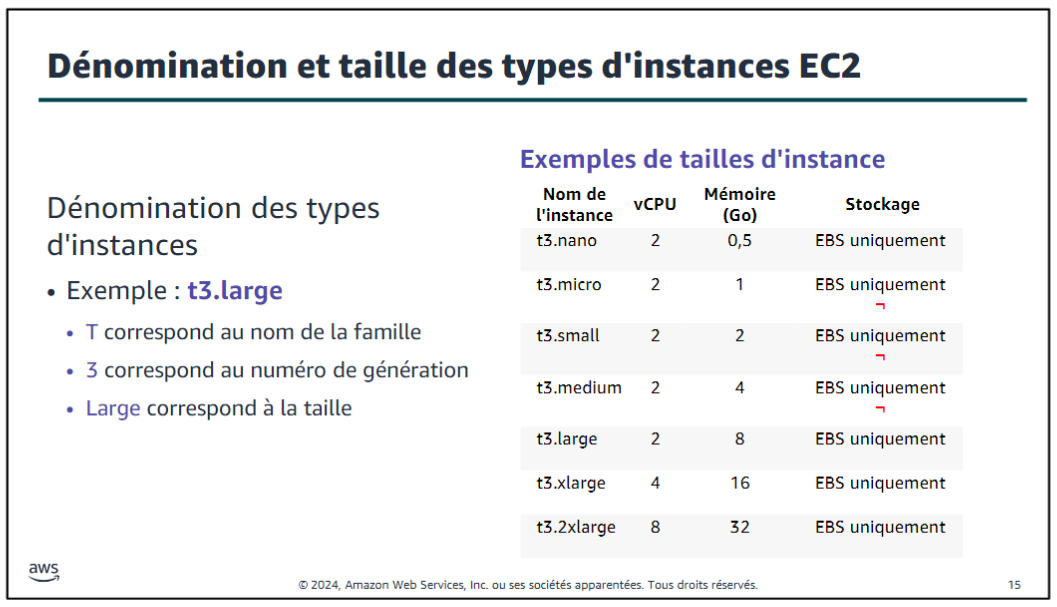 Dénomination et taille des types d'instances EC2
Dénomination des types
d'instances
• Exemple : t3.large
• T correspond au nom de la famille
• 3 correspond au numéro de génération
• Large correspond à la taille
Exemples de tailles d'instance
Nom de l'instance vCPU Mémoire (Go) Stockage
t3.nano 2 0,5 EBS uniquement
t3.micro 2 1 EBS uniquement
t3.small 2 2 EBS uniquement
t3.medium 2 4 EBS uniquement
t3.large 2 8 EBS uniquement
t3.xlarge 4 16 EBS uniquement
t3.2xlarge 8 32 EBS uniquement
aws
© 2024, Amazon Web Services, Inc. ou ses sociétés apparentées. Tous droits réservés.
15